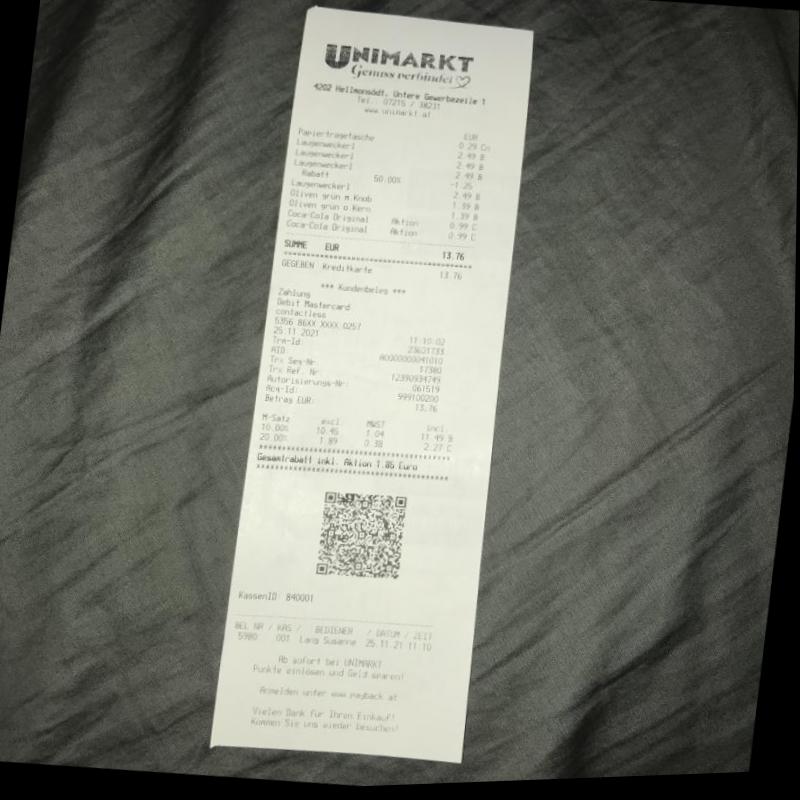 UNIMARKT
Genuss verbindet
4202 Hellmonsödt, Untere Gewerbezeile 1
Tel.: 07215 / 38231
www.unimarkt.at
EUR
Papiertragetasche 0.29 Cn
Laugenweckerl 2.49 B
Laugenweckerl 2.49 B
Laugenweckerl 2.49 B
Rabatt 50.00% -1.25
Laugenweckerl 2.49 B
Oliven grün m.Knob 1.39 B
Oliven grün o.Kern 1.39 B
Coca-Cola Original Aktion 0.99 C
Coca-Cola Original Aktion 0.99 C
SUMME EUR 13.76
GEGEBEN Kreditkarte 13.76
*** Kundenbeleg ***
Zahlung
Debit Mastercard
contactless
5356 86XX XXXX 0257
25.11.2021 11:10:02
Trm-Id: 23601733
AID: A0000000041010
Trx Seq-Nr: 17380
Trx Ref. Nr: 12390934749
Autorisierungs-Nr: 061519
Acq-Id: 999100200
Betrag EUR: 13,76
M-Satz excl MWST incl.
10.00% 10.45 1.04 11.49 B
20.00% 1.89 0.38 2.27 C
Gesamtrabatt inkl. Aktion 1.85 Euro
KassenID: 840001
BEL NR / KAS / BEDIENER / DATUM / ZEIT
5980 001 Lang Susanne 25.11.21 11:10
Ab sofort bei UNIMARKT
Punkte einlösen und Geld sparen!
Anmelden unter www.payback.at
Vielen Dank für Ihren Einkauf!
Kommen Sie uns wieder besuchen!